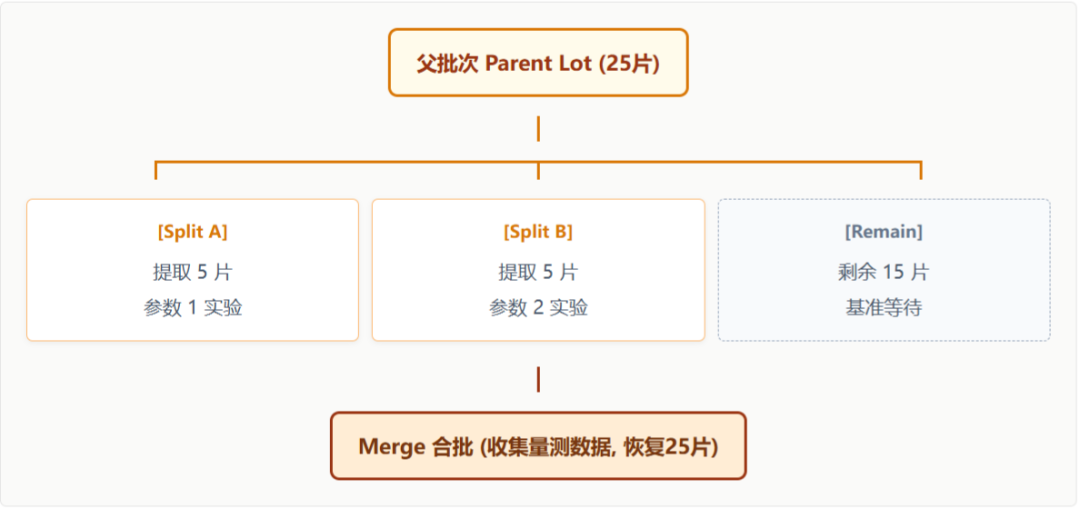 父批次 Parent Lot (25片)
[Split A]
提取 5 片
参数 1 实验
[Split B]
提取 5 片
参数 2 实验
[Remain]
剩余 15 片
基准等待
Merge 合批 (收集量测数据, 恢复25片)